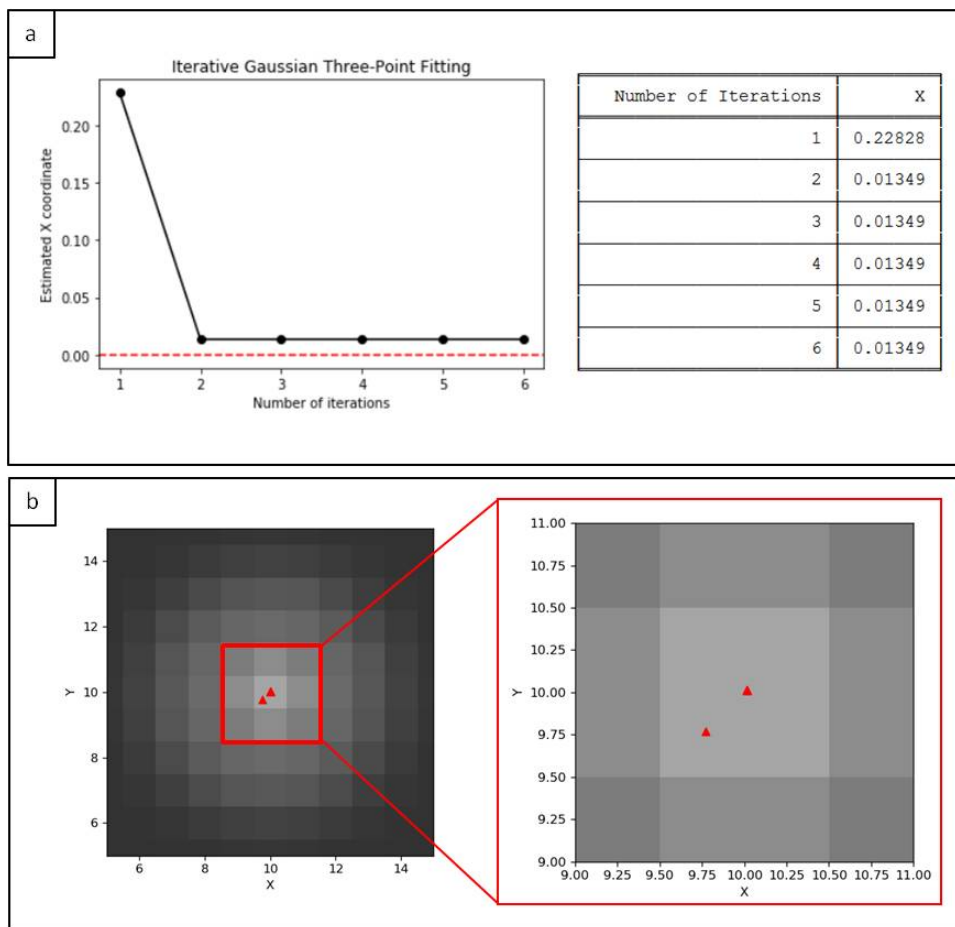 a
Iterative Gaussian Three-Point Fitting
0.20
0.15
0.10
0.05
0.00
Estimated X coordinate
1 2 3 4 5 6
Number of iterations
Number of Iterations X
1 0.22828
2 0.01349
3 0.01349
4 0.01349
5 0.01349
6 0.01349
b
14
12
10
8
6
Y
6 8 10 12 14
X
11.00
10.75
10.50
10.25
10.00
9.75
9.50
9.25
9.00
Y
9.00 9.25 9.50 9.75 10.00 10.25 10.50 10.75 11.00
X